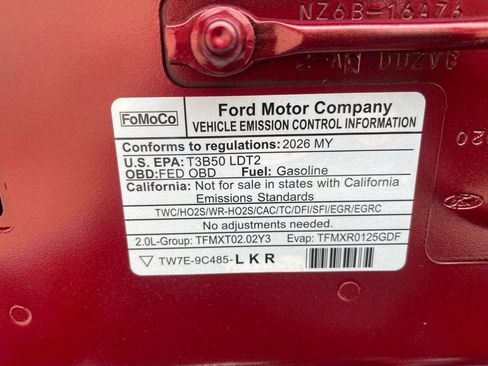 NZ6B-16A76
FoMoCo
Ford Motor Company
VEHICLE EMISSION CONTROL INFORMATION
Conforms to regulations: 2026 MY
U.S. EPA: T3B50 LDT2
OBD:FED OBD Fuel: Gasoline
California: Not for sale in states with California
Emissions Standards
TWC/HO2S/WR-HO2S/CAC/TC/DFI/SFI/EGR/EGRC
No adjustments needed.
2.0L-Group: TFMXT02.02Y3 Evap: TFMXR0125GDF
TW7E-9C485- L K R